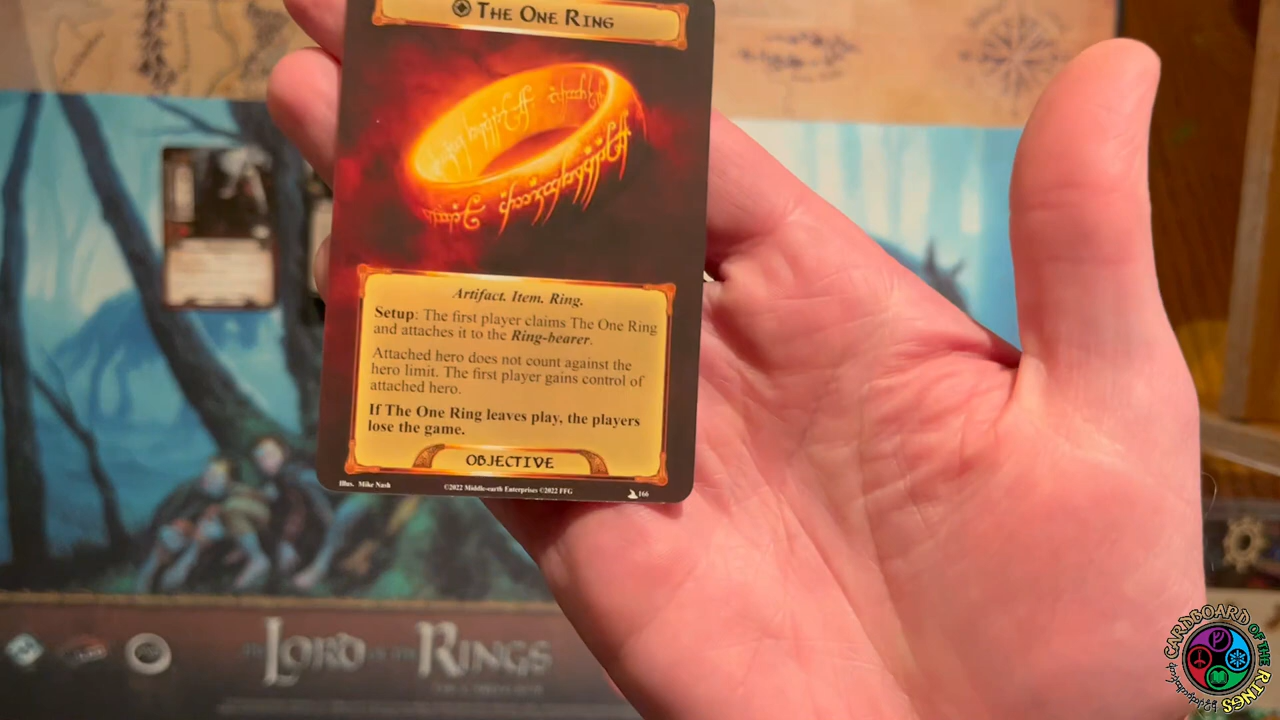 THE ONE RING
Artifact. Item. Ring.
Setup: The first player claims The One Ring
and attaches it to the Ring-bearer.
Attached hero does not count against the
hero limit. The first player gains control of
attached hero.
If The One Ring leaves play, the players
lose the game.
OBJECTIVE
Illus. Mike Nash
©2022 Middle-earth Enterprises ©2022 FFG
166
THE LORD OF THE RINGS
CARDBOARD OF THE RINGS